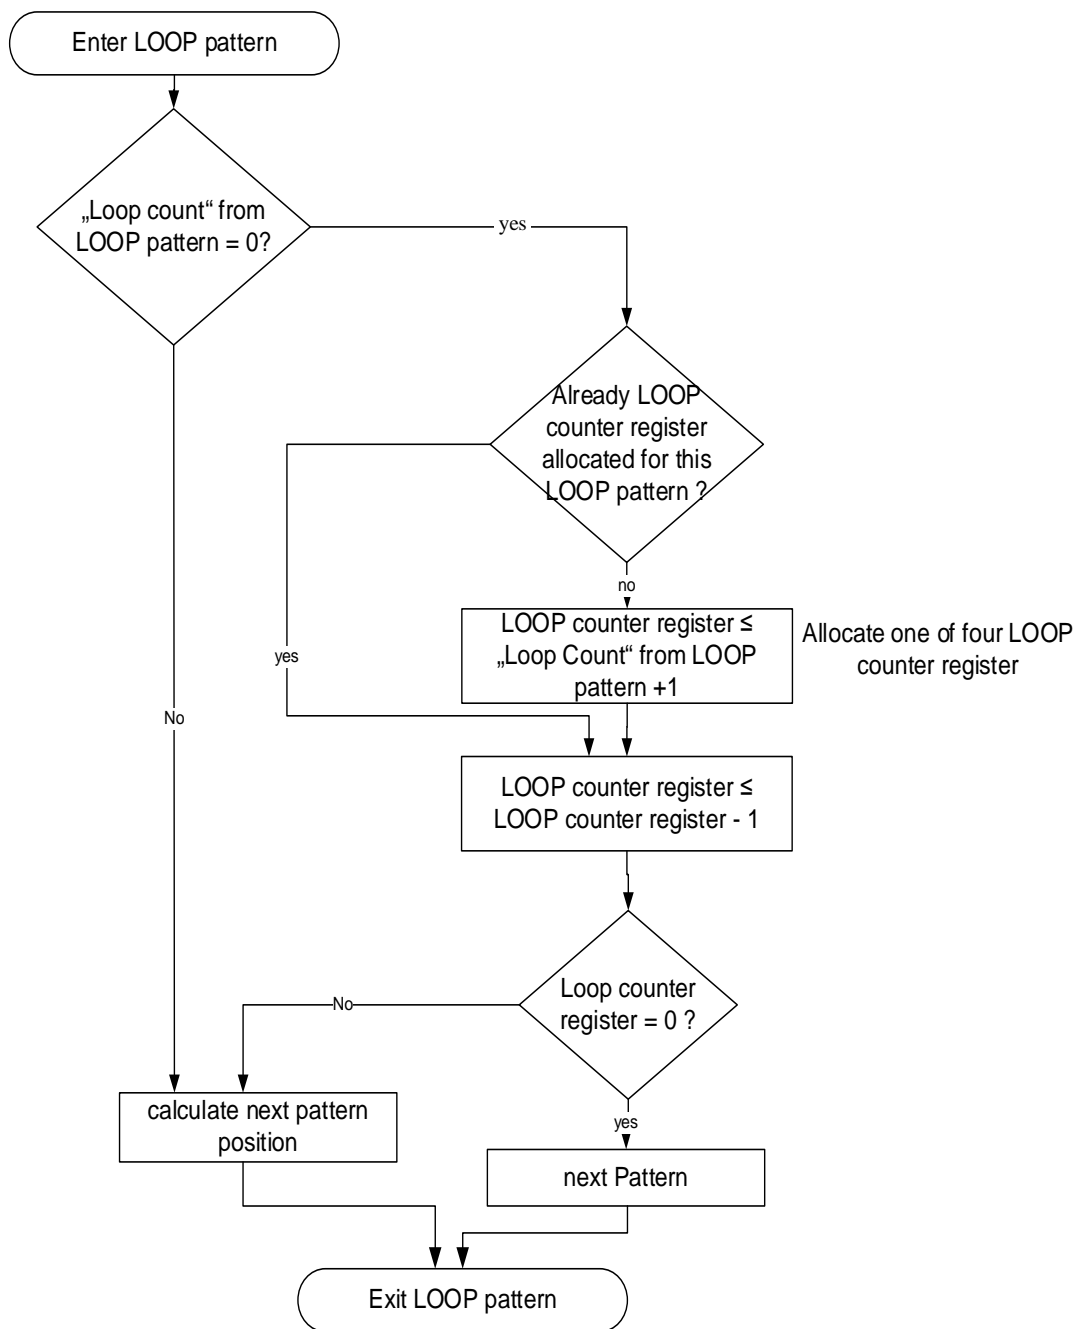 Enter LOOP pattern
„Loop count“ from
LOOP pattern = 0?
yes
Already LOOP
counter register
allocated for this
LOOP pattern ?
no
LOOP counter register ≤
„Loop Count“ from LOOP
pattern +1
Allocate one of four LOOP
counter register
yes
No
LOOP counter register ≤
LOOP counter register - 1
Loop counter
register = 0 ?
No
calculate next pattern
position
yes
next Pattern
Exit LOOP pattern